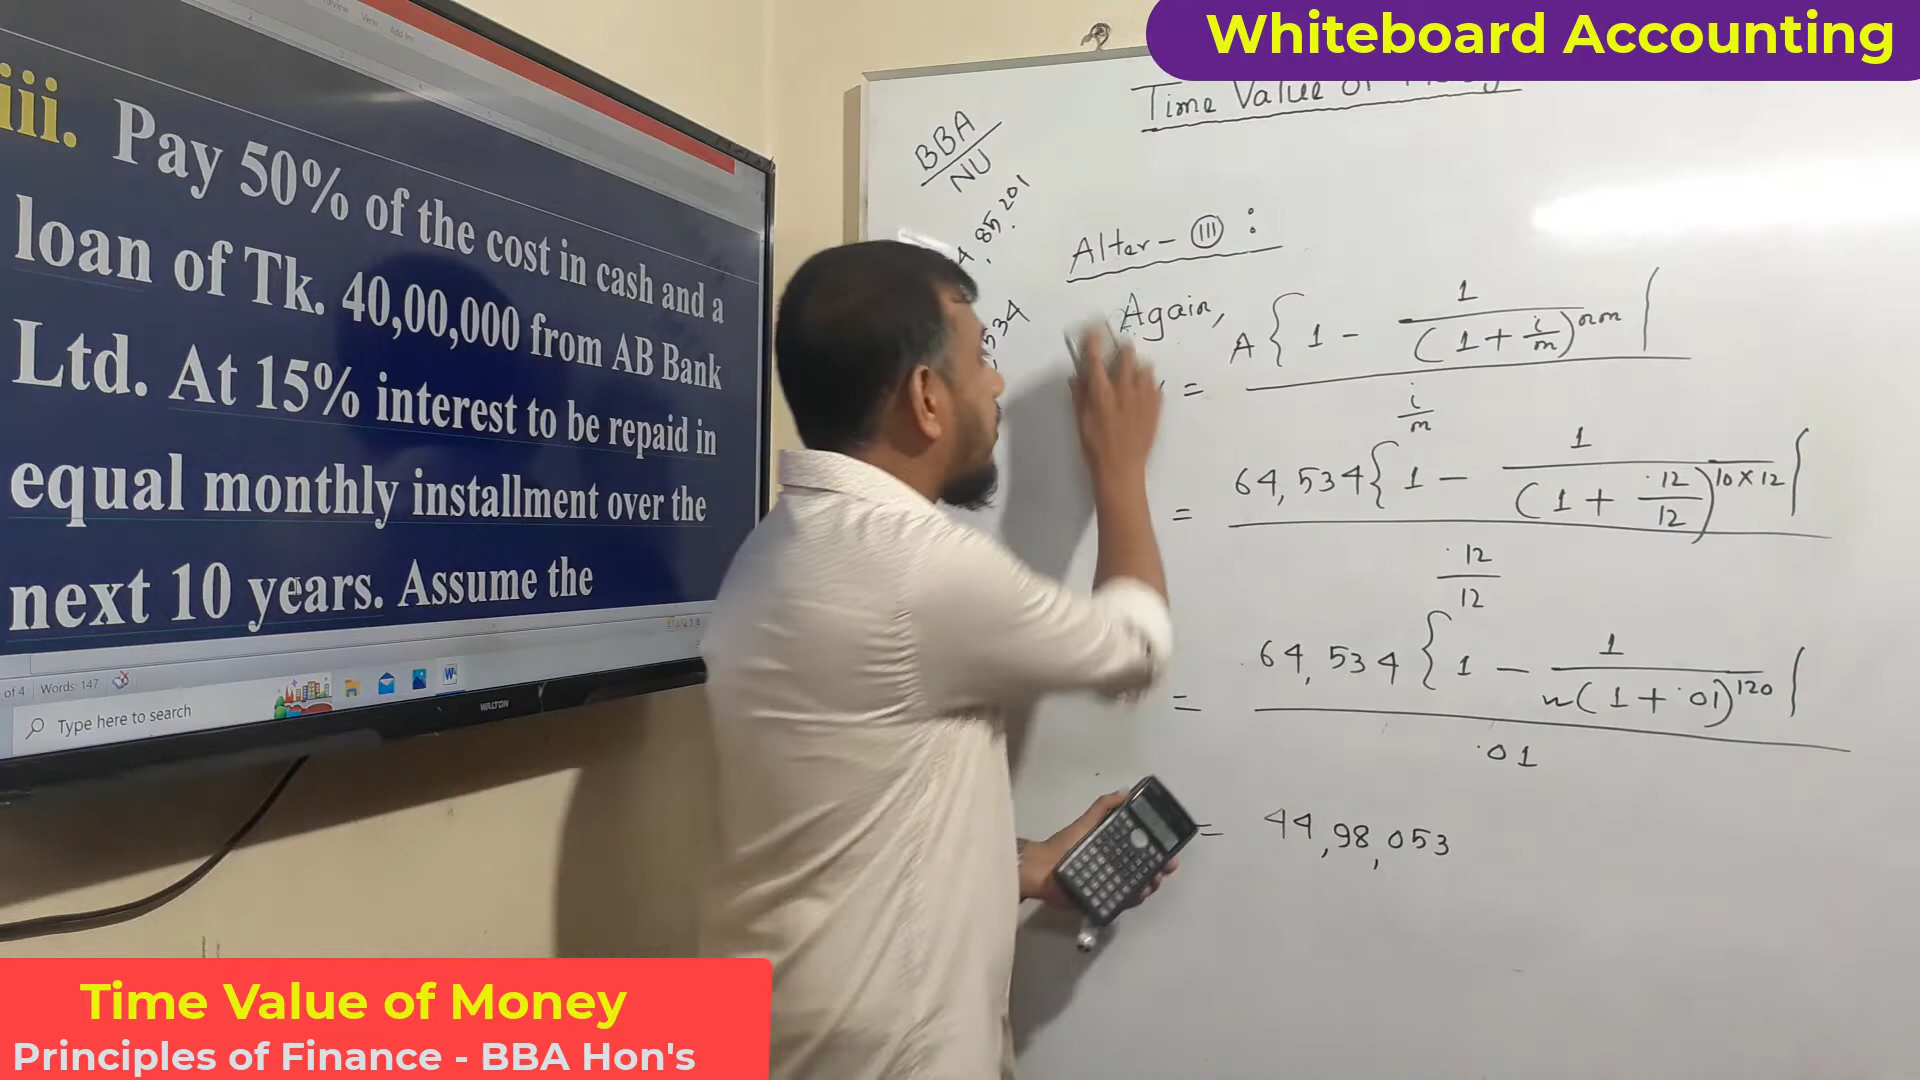 Whiteboard Accounting
iii. Pay 50% of the cost in cash and a
loan of Tk. 40,00,000 from AB Bank
Ltd. At 15% interest to be repaid in
equal monthly installment over the
next 10 years. Assume the
of 4 Words: 147
Type here to search
WALTON
Time Value of
BBA
NU
85,201
534
Alter - III :
Again,
= A{ 1 - 1/(1 + i/m)^nm } / i/m
= 64,534{ 1 - 1/(1 + .12/12)^10×12 } / .12/12
= 64,534 { 1 - 1/(1 + .01)^120 } / .01
= 44,98,053
Time Value of Money
Principles of Finance - BBA Hon's